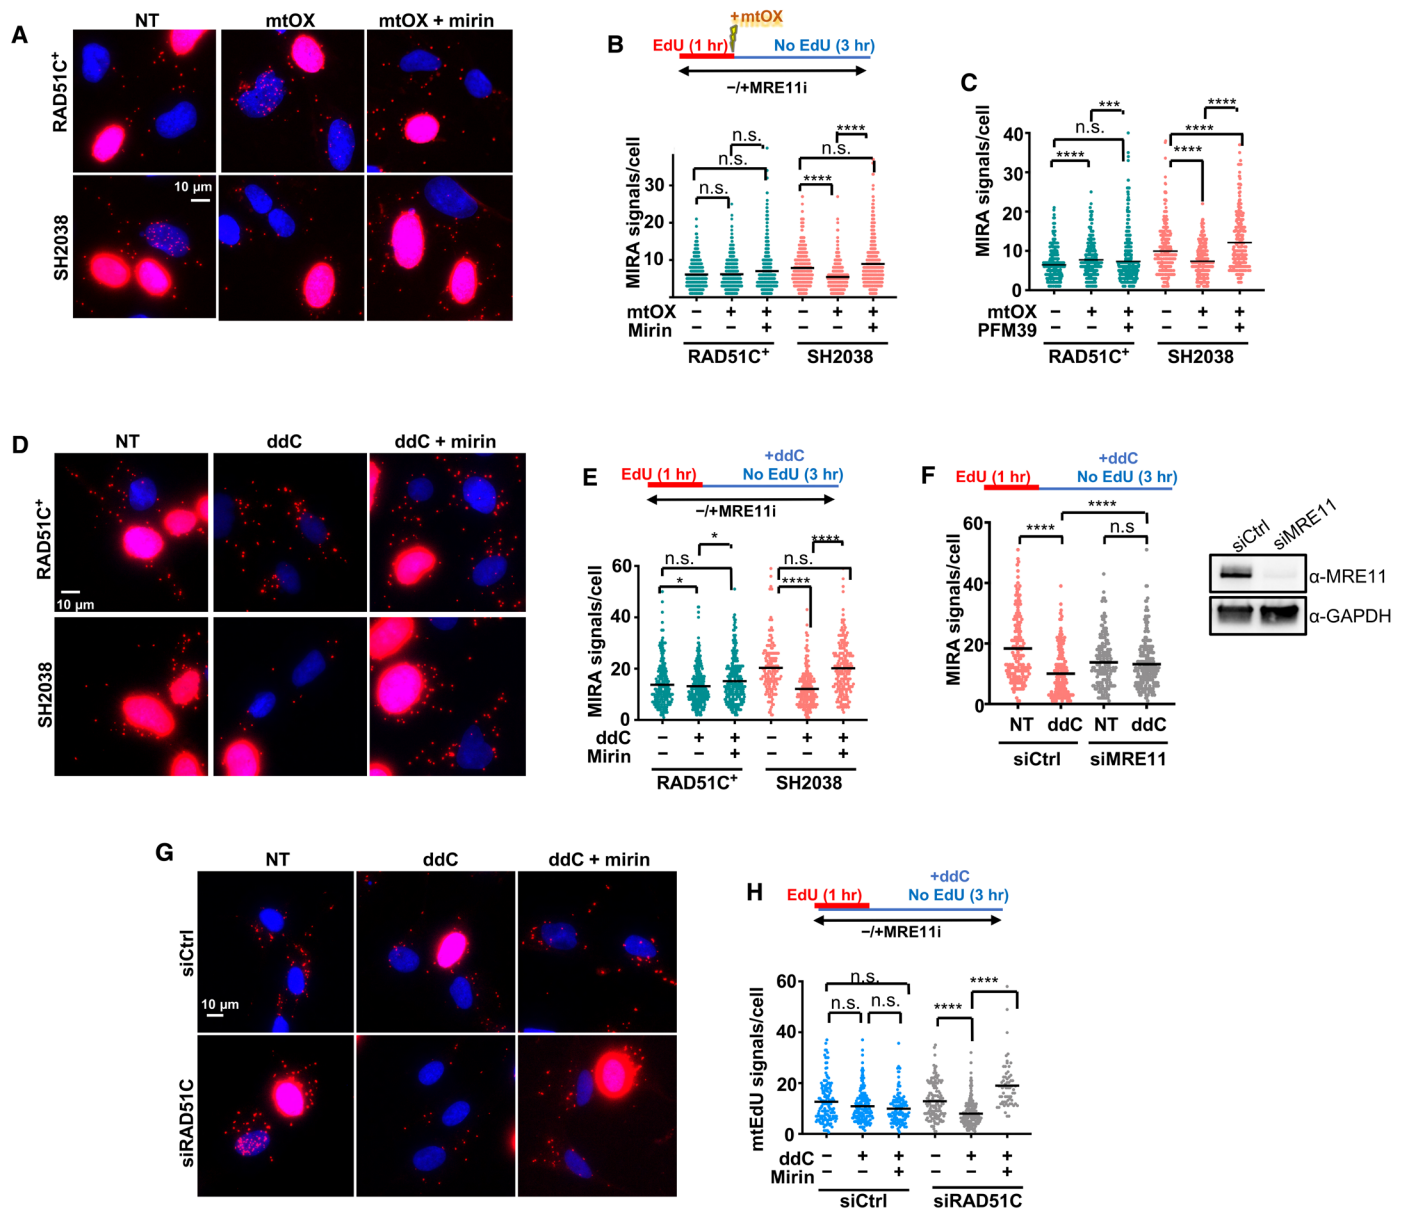 A
NT
mtOX
mtOX + mirin
RAD51C+
SH2038
10 µm
B
+mtOX
EdU (1 hr)
No EdU (3 hr)
−/+MRE11i
MIRA signals/cell
30
20
10
n.s.
n.s.
n.s.
****
n.s.
****
mtOX − + + − + +
Mirin − − + − − +
RAD51C+
SH2038
C
MIRA signals/cell
40
30
20
10
0
***
n.s.
****
****
****
****
mtOX − + + − + +
PFM39 − − + − − +
RAD51C+
SH2038
D
NT
ddC
ddC + mirin
RAD51C+
10 µm
SH2038
E
+ddC
EdU (1 hr)
No EdU (3 hr)
−/+MRE11i
MIRA signals/cell
60
40
20
0
*
n.s.
*
****
n.s.
****
ddC − + + − + +
Mirin − − + − − +
RAD51C+
SH2038
F
+ddC
EdU (1 hr)
No EdU (3 hr)
MIRA signals/cell
60
40
20
0
****
****
n.s
NT ddC NT ddC
siCtrl
siMRE11
siCtrl
siMRE11
α-MRE11
α-GAPDH
G
NT
ddC
ddC + mirin
siCtrl
10 µm
siRAD51C
H
+ddC
EdU (1 hr)
No EdU (3 hr)
−/+MRE11i
mtEdU signals/cell
60
40
20
0
n.s.
n.s.
n.s.
****
****
ddC − + + − + +
Mirin − − + − − +
siCtrl
siRAD51C